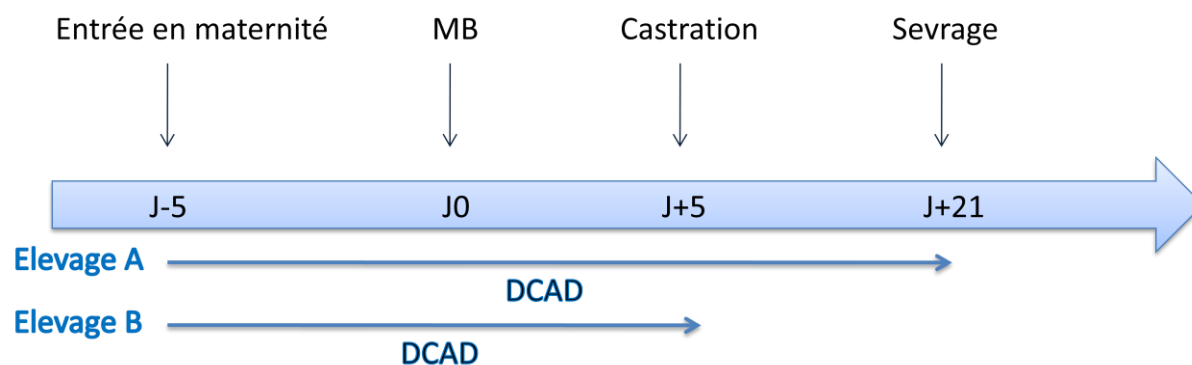 Entrée en maternité MB Castration Sevrage
J-5 J0 J+5 J+21
Elevage A
DCAD
Elevage B
DCAD